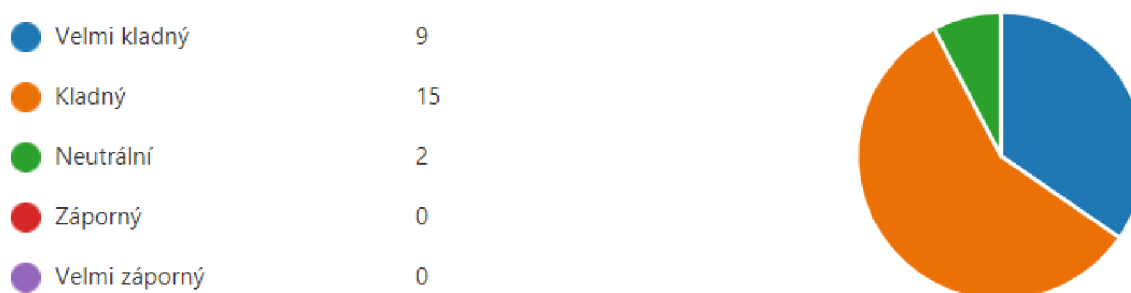 Velmi kladný 9
Kladný 15
Neutrální 2
Záporný 0
Velmi záporný 0